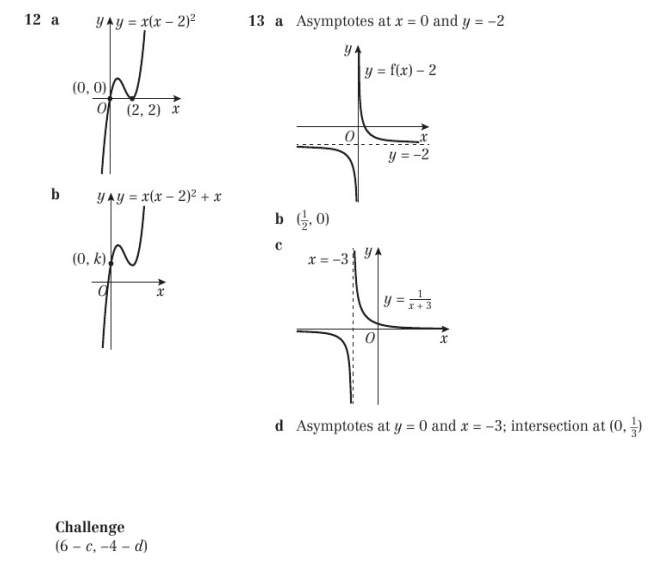 12 a y y = x(x – 2)²
(0, 0)
O (2, 2) x
b y y = x(x – 2)² + x
(0, k)
O x
13 a Asymptotes at x = 0 and y = –2
y
y = f(x) – 2
O x
y = –2
b (1/2, 0)
c
x = –3 y
y = 1/(x + 3)
O x
d Asymptotes at y = 0 and x = –3; intersection at (0, 1/3)
Challenge
(6 – c, –4 – d)